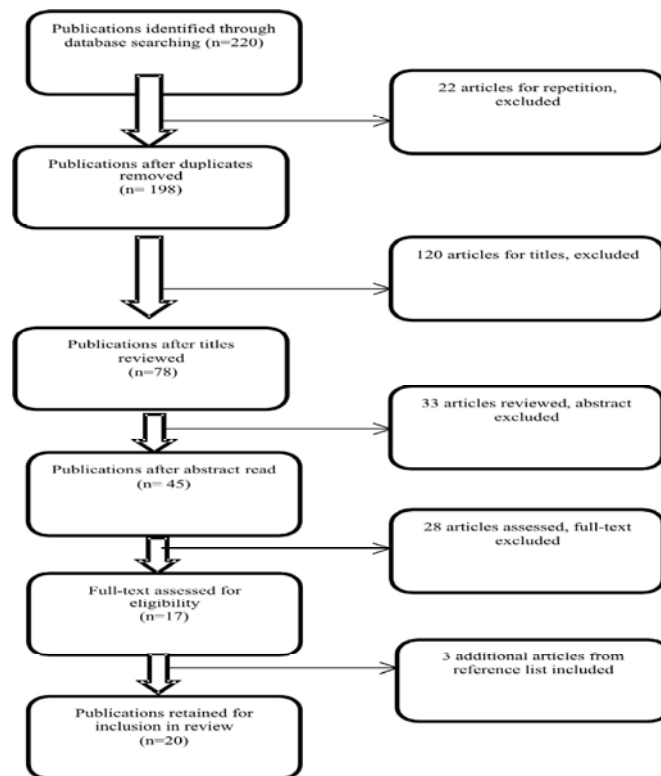 Publications identified through
database searching (n=220)
22 articles for repetition,
excluded
Publications after duplicates
removed
(n= 198)
120 articles for titles, excluded
Publications after titles
reviewed
(n=78)
33 articles reviewed, abstract
excluded
Publications after abstract read
(n= 45)
28 articles assessed, full-text
excluded
Full-text assessed for
eligibility
(n=17)
3 additional articles from
reference list included
Publications retained for
inclusion in review
(n=20)